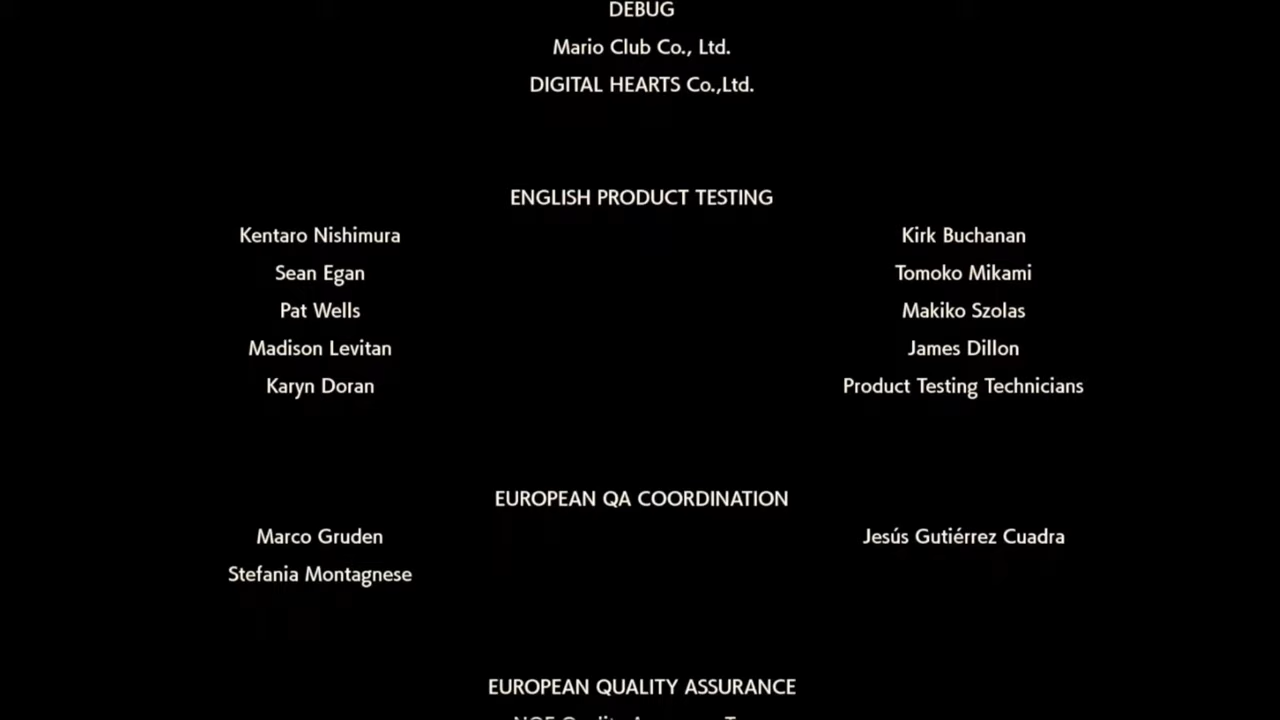 DEBUG
Mario Club Co., Ltd.
DIGITAL HEARTS Co.,Ltd.
ENGLISH PRODUCT TESTING
Kentaro Nishimura Kirk Buchanan
Sean Egan Tomoko Mikami
Pat Wells Makiko Szolas
Madison Levitan James Dillon
Karyn Doran Product Testing Technicians
EUROPEAN QA COORDINATION
Marco Gruden Jesús Gutiérrez Cuadra
Stefania Montagnese
EUROPEAN QUALITY ASSURANCE